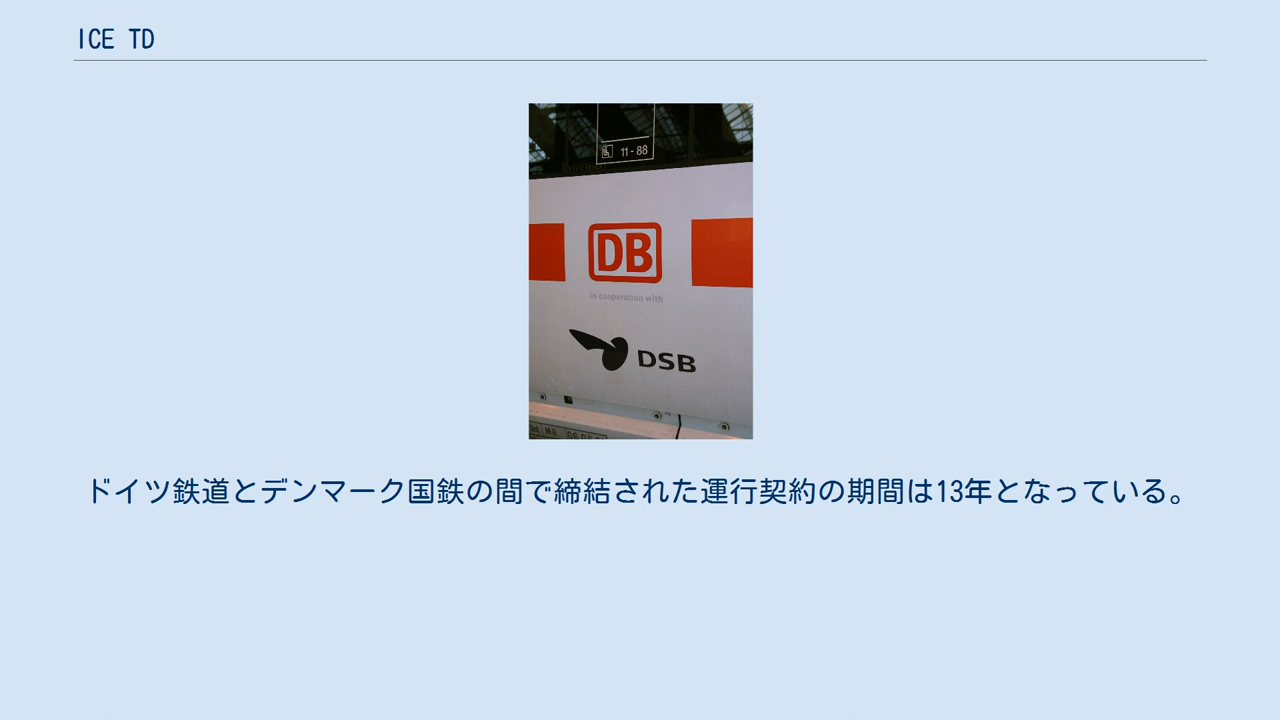 ICE TD
11-88
DB
in cooperation with
DSB
ドイツ鉄道とデンマーク国鉄の間で締結された運行契約の期間は13年となっている。